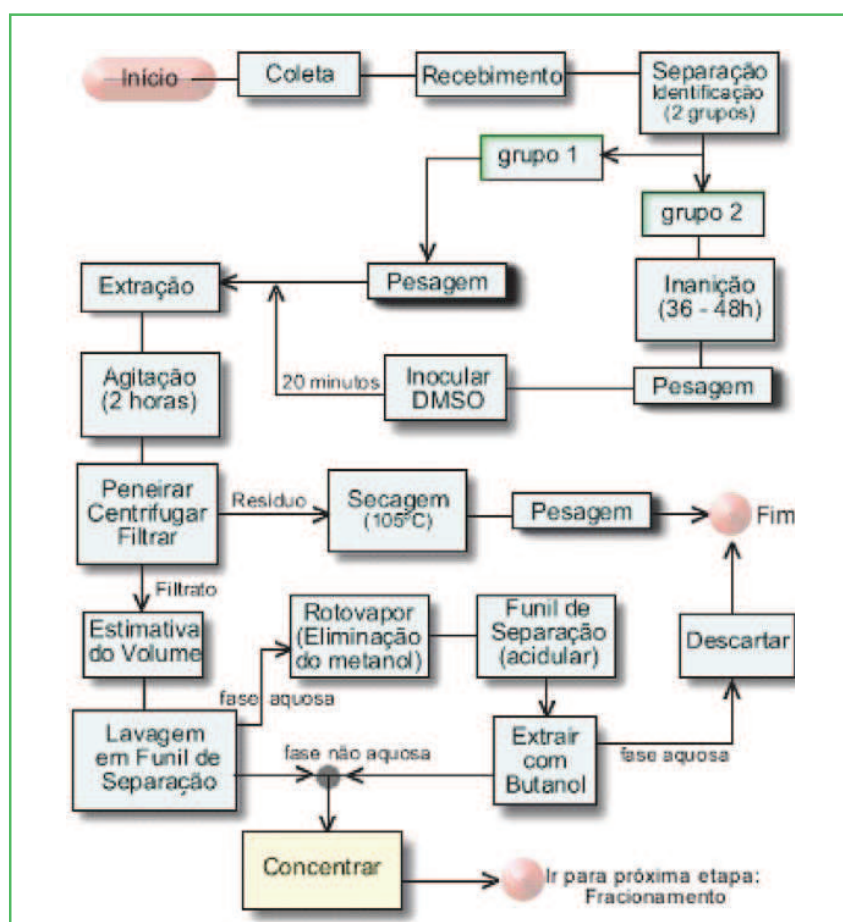 Início
Coleta
Recebimento
Separação
Identificação
(2 grupos)
grupo 1
grupo 2
Extração
Pesagem
Inanição
(36 - 48h)
Agitação
(2 horas)
20 minutos
Inocular
DMSO
Pesagem
Peneirar
Centrifugar
Filtrar
Resíduo
Secagem
(105ºC)
Pesagem
Fim
Filtrato
Estimativa
do Volume
Rotovapor
(Eliminação
do metanol)
Funil de
Separação
(acidular)
Descartar
fase aquosa
Lavagem
em Funil de
Separação
fase não aquosa
Extrair
com
Butanol
fase aquosa
Concentrar
Ir para próxima etapa:
Fracionamento